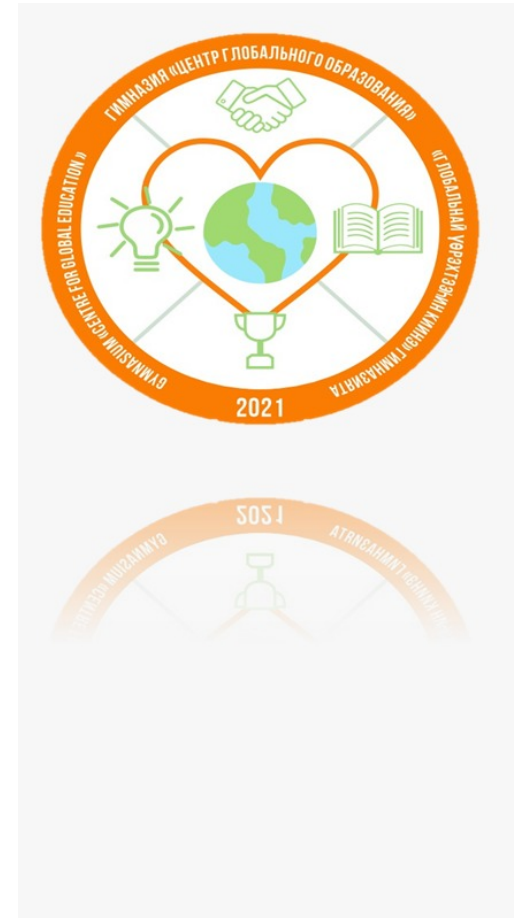 ГИМНАЗИЯ «ЦЕНТР ГЛОБАЛЬНОГО ОБРАЗОВАНИЯ»
GYMNASIUM «CENTRE FOR GLOBAL EDUCATION»
«ГЛОБАЛЬНАЙ ҮӨРЭХТЭЭҺИН КИИНЭ» ГИМНАЗИЯТА
2021